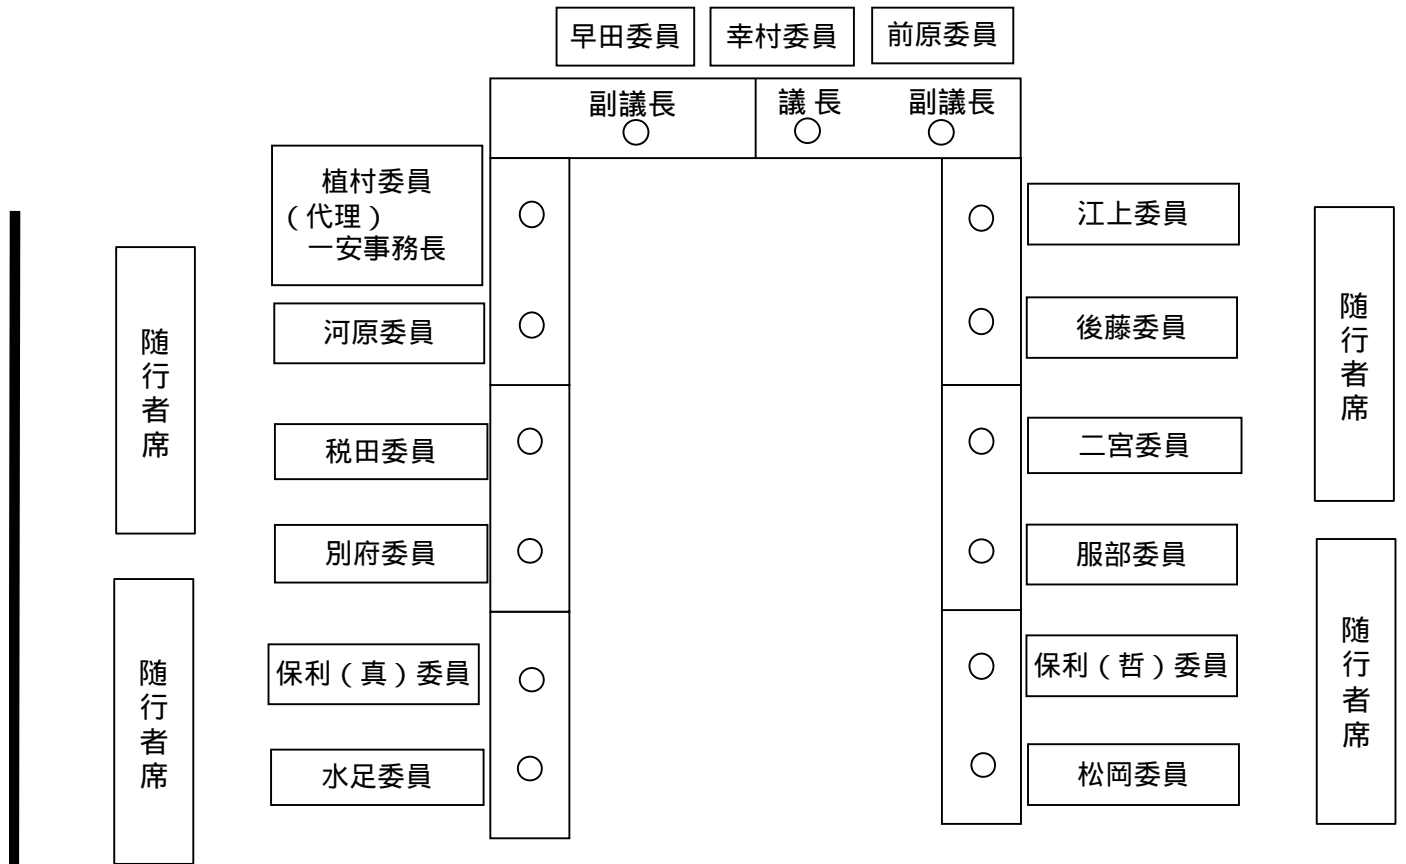 早田委員
幸村委員
前原委員
副議長
議 長
副議長
植村委員
（代理）
一安事務長
河原委員
税田委員
別府委員
保利（真）委員
水足委員
江上委員
後藤委員
二宮委員
服部委員
保利（哲）委員
松岡委員
随行者席
随行者席
随行者席
随行者席